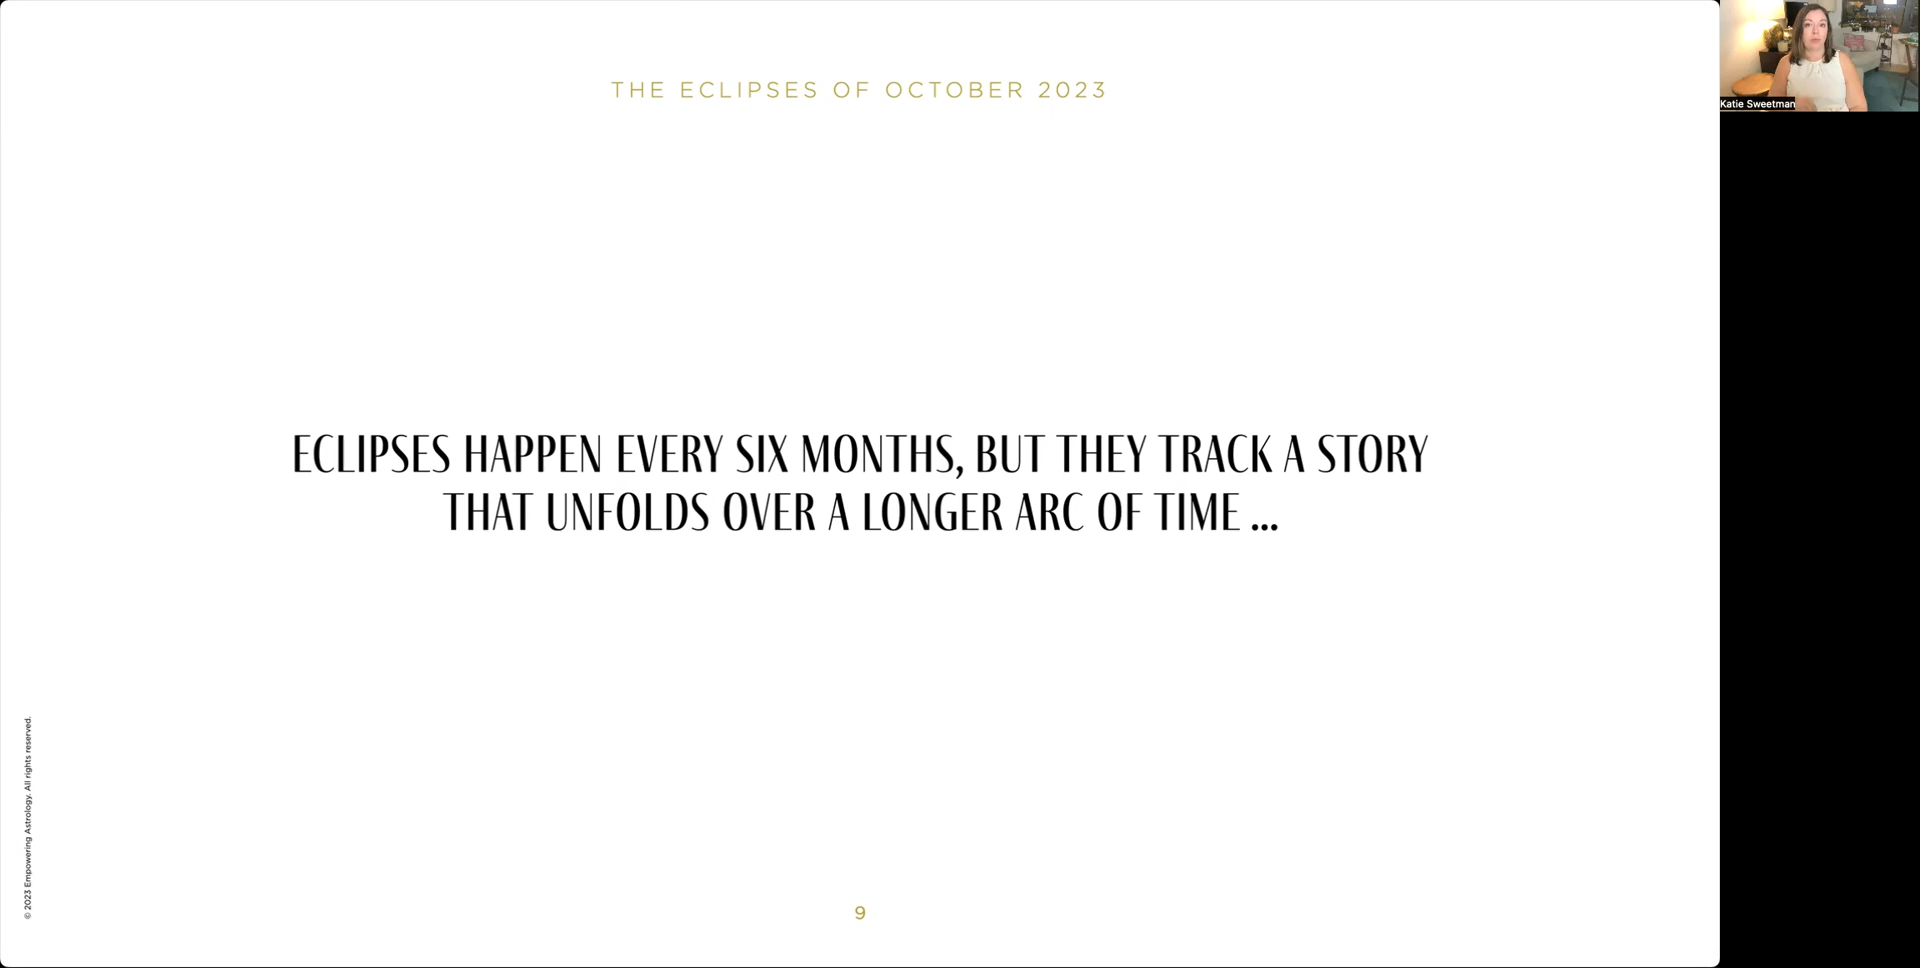 THE ECLIPSES OF OCTOBER 2023
Katie Sweetman
ECLIPSES HAPPEN EVERY SIX MONTHS, BUT THEY TRACK A STORY
THAT UNFOLDS OVER A LONGER ARC OF TIME ...
© 2023 Empowering Astrology. All rights reserved.
9